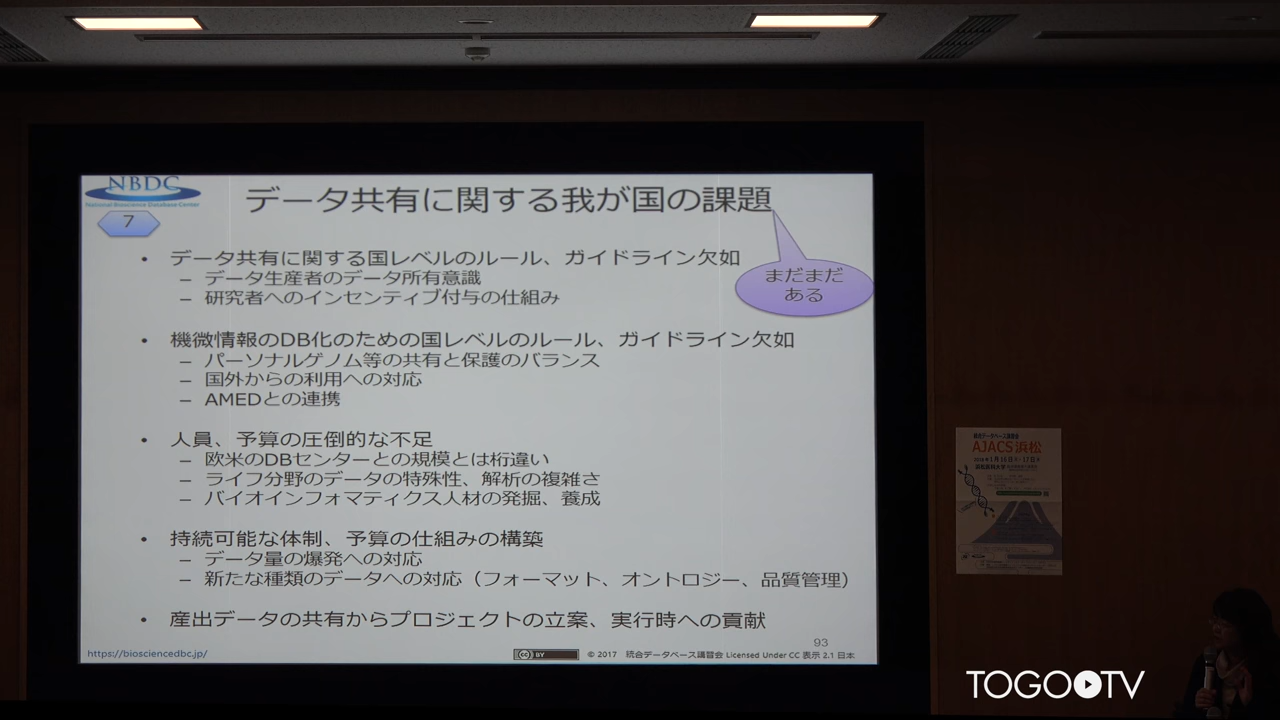 NBDC
National Bioscience Database Center
7
データ共有に関する我が国の課題
まだまだ
ある
• データ共有に関する国レベルのルール、ガイドライン欠如
– データ生産者のデータ所有意識
– 研究者へのインセンティブ付与の仕組み
• 機微情報のDB化のための国レベルのルール、ガイドライン欠如
– パーソナルゲノム等の共有と保護のバランス
– 国外からの利用への対応
– AMEDとの連携
• 人員、予算の圧倒的な不足
– 欧米のDBセンターとの規模とは桁違い
– ライフ分野のデータの特殊性、解析の複雑さ
– バイオインフォマティクス人材の発掘、養成
• 持続可能な体制、予算の仕組みの構築
– データ量の爆発への対応
– 新たな種類のデータへの対応（フォーマット、オントロジー、品質管理）
• 産出データの共有からプロジェクトの立案、実行時への貢献
93
https://biosciencedbc.jp/
CC BY
© 2017 統合データベース講習会 Licensed Under CC 表示 2.1 日本
統合データベース講習会
AJACS浜松
TOGOTV